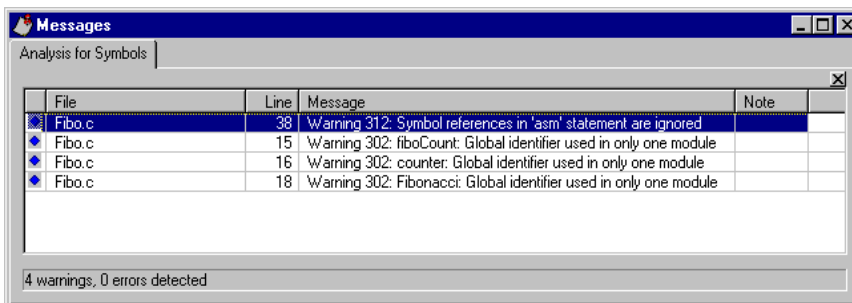 Messages
Analysis for Symbols
File Line Message Note
Fibo.c 38 Warning 312: Symbol references in 'asm' statement are ignored
Fibo.c 15 Warning 302: fiboCount: Global identifier used in only one module
Fibo.c 16 Warning 302: counter: Global identifier used in only one module
Fibo.c 18 Warning 302: Fibonacci: Global identifier used in only one module
4 warnings, 0 errors detected